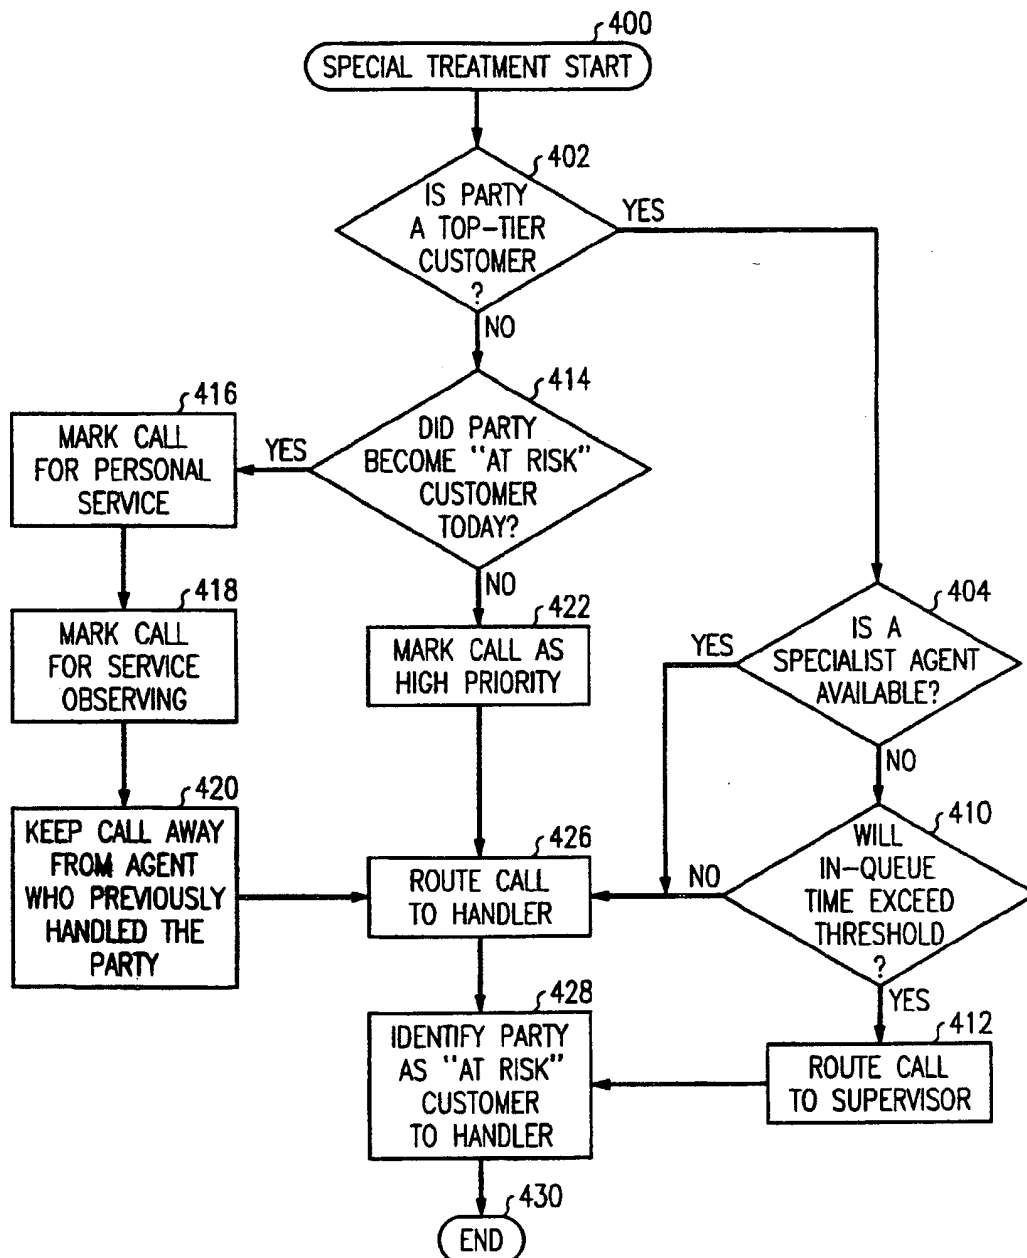 400
SPECIAL TREATMENT START
402
IS PARTY
A TOP-TIER
CUSTOMER
?
YES
NO
414
DID PARTY
BECOME "AT RISK"
CUSTOMER
TODAY?
YES
NO
416
MARK CALL
FOR PERSONAL
SERVICE
418
MARK CALL
FOR SERVICE
OBSERVING
420
KEEP CALL AWAY
FROM AGENT
WHO PREVIOUSLY
HANDLED THE
PARTY
422
MARK CALL AS
HIGH PRIORITY
404
IS A
SPECIALIST AGENT
AVAILABLE?
YES
NO
410
WILL
IN-QUEUE
TIME EXCEED
THRESHOLD
?
NO
YES
426
ROUTE CALL
TO HANDLER
412
ROUTE CALL
TO SUPERVISOR
428
IDENTIFY PARTY
AS "AT RISK"
CUSTOMER
TO HANDLER
430
END